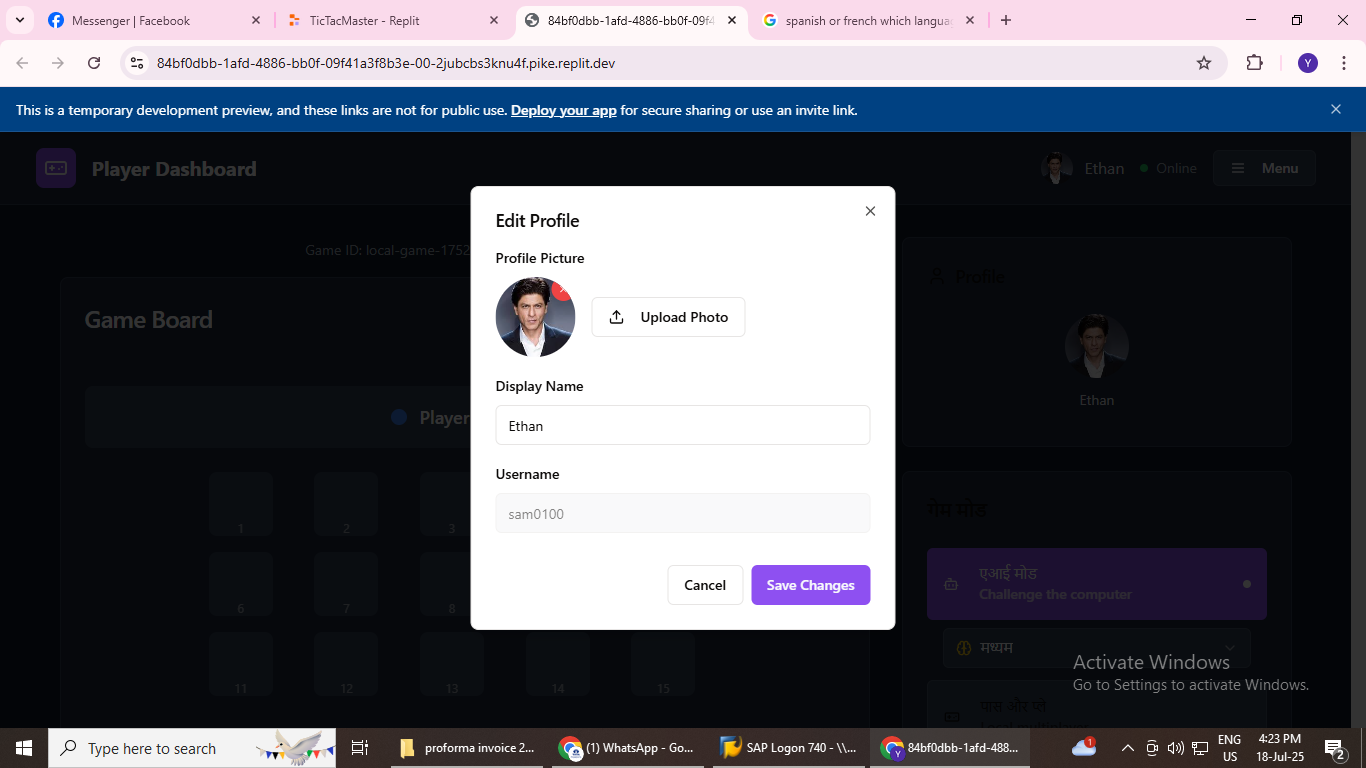 Messenger | Facebook
TicTacMaster - Replit
84bf0dbb-1afd-4886-bb0f-09f4
spanish or french which langua
84bf0dbb-1afd-4886-bb0f-09f41a3f8b3e-00-2jubcbs3knu4f.pike.replit.dev
Y
This is a temporary development preview, and these links are not for public use. Deploy your app for secure sharing or use an invite link.
Player Dashboard
Ethan
Online
Menu
Edit Profile
Profile Picture
Upload Photo
Display Name
Ethan
Username
sam0100
Cancel
Save Changes
Game ID: local-game-1752
Game Board
Player
1
2
3
6
7
8
11
12
13
14
15
Profile
Ethan
गेम मोड
एआई मोड
Challenge the computer
मध्यम
पास और प्ले
Local multiplayer
Activate Windows
Go to Settings to activate Windows.
Type here to search
proforma invoice 2...
(1) WhatsApp - Go...
SAP Logon 740 - \\...
84bf0dbb-1afd-488...
1
ENG
US
4:23 PM
18-Jul-25
2